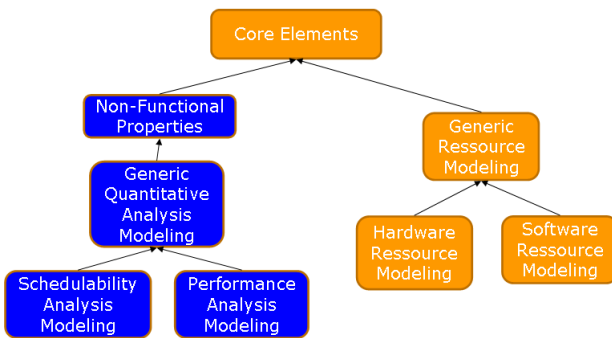 Core Elements
Non-Functional
Properties
Generic
Ressource
Modeling
Generic
Quantitative
Analysis
Modeling
Hardware
Ressource
Modeling
Software
Ressource
Modeling
Schedulability
Analysis
Modeling
Performance
Analysis
Modeling